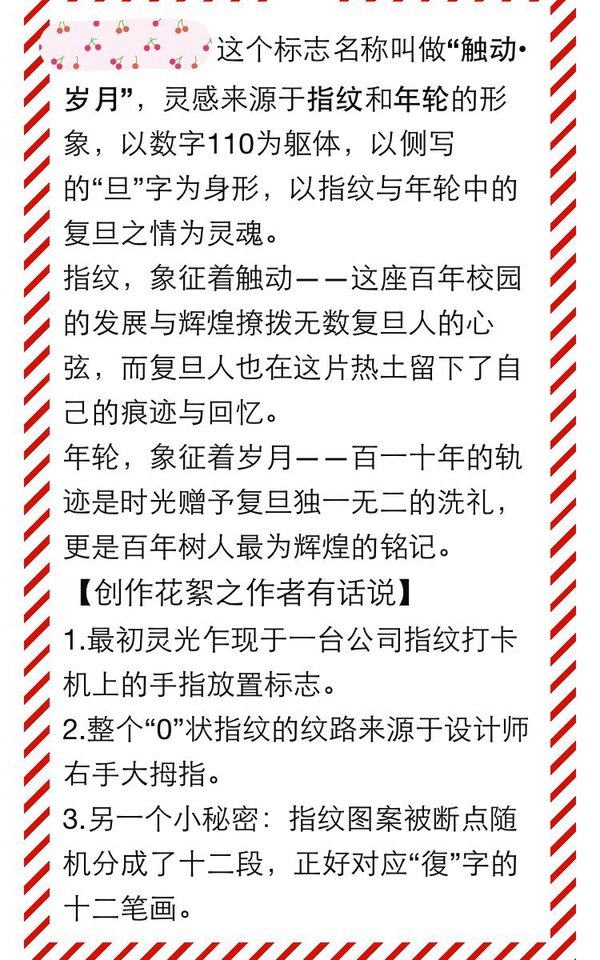 这个标志名称叫做“触动•
岁月”，灵感来源于指纹和年轮的形
象，以数字110为躯体，以侧写
的“旦”字为身形，以指纹与年轮中的
复旦之情为灵魂。
指纹，象征着触动——这座百年校园
的发展与辉煌撩拨无数复旦人的心
弦，而复旦人也在这片热土留下了自
己的痕迹与回忆。
年轮，象征着岁月——百一十年的轨
迹是时光赠予复旦独一无二的洗礼，
更是百年树人最为辉煌的铭记。
【创作花絮之作者有话说】
1.最初灵光乍现于一台公司指纹打卡
机上的手指放置标志。
2.整个“0”状指纹的纹路来源于设计师
右手大拇指。
3.另一个小秘密：指纹图案被断点随
机分成了十二段，正好对应“復”字的
十二笔画。